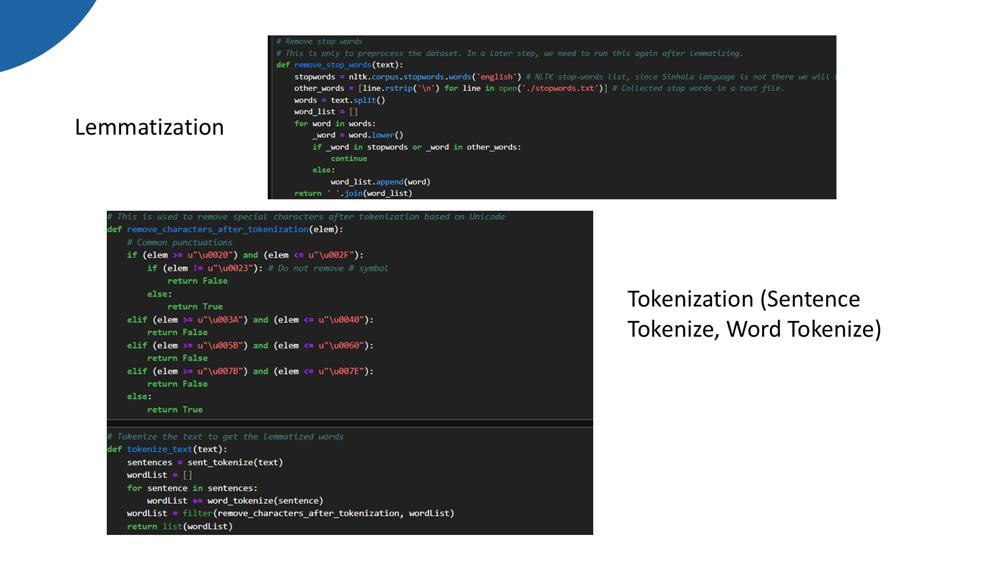 Lemmatization
# Remove stop words
# This is only to preprocess the dataset. In a later step, we need to run this again after lemmatizing.
def remove_stop_words(text):
    stopwords = nltk.corpus.stopwords.words('english') # NLTK stop-words list, since Sinhala language is not there we will
    other_words = [line.rstrip('\n') for line in open('./stopwords.txt')] # Collected stop words in a text file.
    words = text.split()
    word_list = []
    for word in words:
        _word = word.lower()
        if _word in stopwords or _word in other_words:
            continue
        else:
            word_list.append(word)
    return ' '.join(word_list)
# This is used to remove special characters after tokenization based on Unicode
def remove_characters_after_tokenization(elem):
    # Common punctuations
    if (elem >= u"\u0020") and (elem <= u"\u002F"):
        if (elem != u"\u0023"): # Do not remove # symbol
            return False
        else:
            return True
    elif (elem >= u"\u003A") and (elem <= u"\u0040"):
        return False
    elif (elem >= u"\u005B") and (elem <= u"\u0060"):
        return False
    elif (elem >= u"\u007B") and (elem <= u"\u007E"):
        return False
    else:
        return True
# Tokenize the text to get the lemmatized words
def tokenize_text(text):
    sentences = sent_tokenize(text)
    wordList = []
    for sentence in sentences:
        wordList += word_tokenize(sentence)
    wordList = filter(remove_characters_after_tokenization, wordList)
    return list(wordList)
Tokenization (Sentence
Tokenize, Word Tokenize)